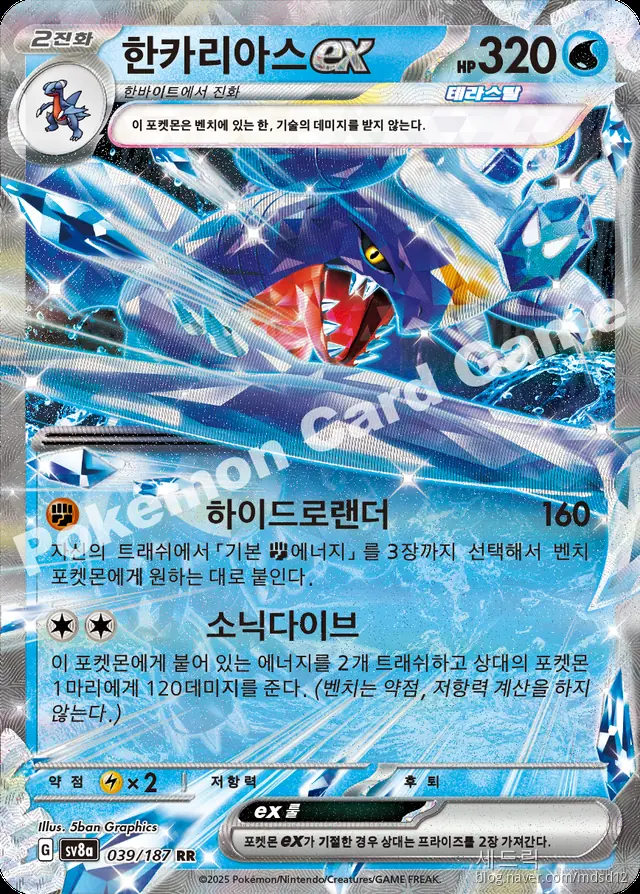 2진화
한카리아스 ex
HP 320
한바이트에서 진화
테라스탈
이 포켓몬은 벤치에 있는 한, 기술의 데미지를 받지 않는다.
Pokémon Card Game
하이드로랜더 160
자신의 트래쉬에서 「기본 에너지」를 3장까지 선택해서 벤치
포켓몬에게 원하는 대로 붙인다.
소닉다이브
이 포켓몬에게 붙어 있는 에너지를 2개 트래쉬하고 상대의 포켓몬
1마리에게 120데미지를 준다. (벤치는 약점, 저항력 계산을 하지
않는다.)
약점 ×2 저항력 후퇴
ex 룰
포켓몬 ex가 기절한 경우 상대는 프라이즈를 2장 가져간다.
Illus. 5ban Graphics
G sv8a 039/187 RR
©2025 Pokémon/Nintendo/Creatures/GAME FREAK.
세드릭
blog.naver.com/mdsd12